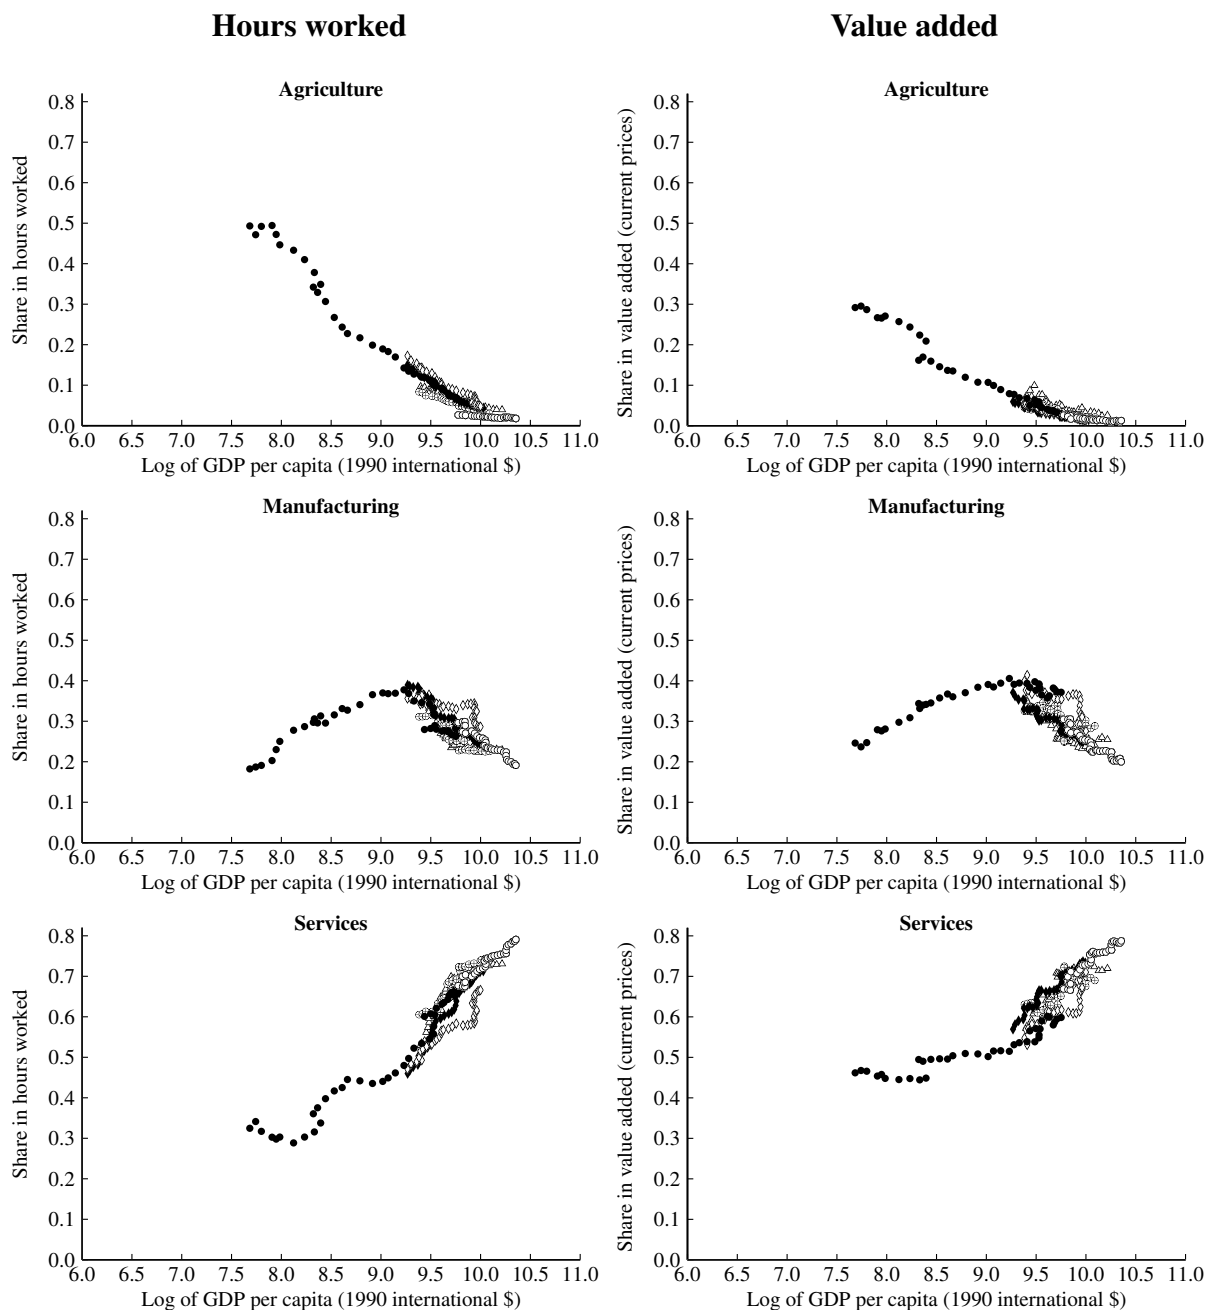 Hours worked
Value added
Agriculture
Share in hours worked
0.8
0.7
0.6
0.5
0.4
0.3
0.2
0.1
0.0
6.0 6.5 7.0 7.5 8.0 8.5 9.0 9.5 10.0 10.5 11.0
Log of GDP per capita (1990 international $)
Agriculture
Share in value added (current prices)
0.8
0.7
0.6
0.5
0.4
0.3
0.2
0.1
0.0
6.0 6.5 7.0 7.5 8.0 8.5 9.0 9.5 10.0 10.5 11.0
Log of GDP per capita (1990 international $)
Manufacturing
Share in hours worked
0.8
0.7
0.6
0.5
0.4
0.3
0.2
0.1
0.0
6.0 6.5 7.0 7.5 8.0 8.5 9.0 9.5 10.0 10.5 11.0
Log of GDP per capita (1990 international $)
Manufacturing
Share in value added (current prices)
0.8
0.7
0.6
0.5
0.4
0.3
0.2
0.1
0.0
6.0 6.5 7.0 7.5 8.0 8.5 9.0 9.5 10.0 10.5 11.0
Log of GDP per capita (1990 international $)
Services
Share in hours worked
0.8
0.7
0.6
0.5
0.4
0.3
0.2
0.1
0.0
6.0 6.5 7.0 7.5 8.0 8.5 9.0 9.5 10.0 10.5 11.0
Log of GDP per capita (1990 international $)
Services
Share in value added (current prices)
0.8
0.7
0.6
0.5
0.4
0.3
0.2
0.1
0.0
6.0 6.5 7.0 7.5 8.0 8.5 9.0 9.5 10.0 10.5 11.0
Log of GDP per capita (1990 international $)